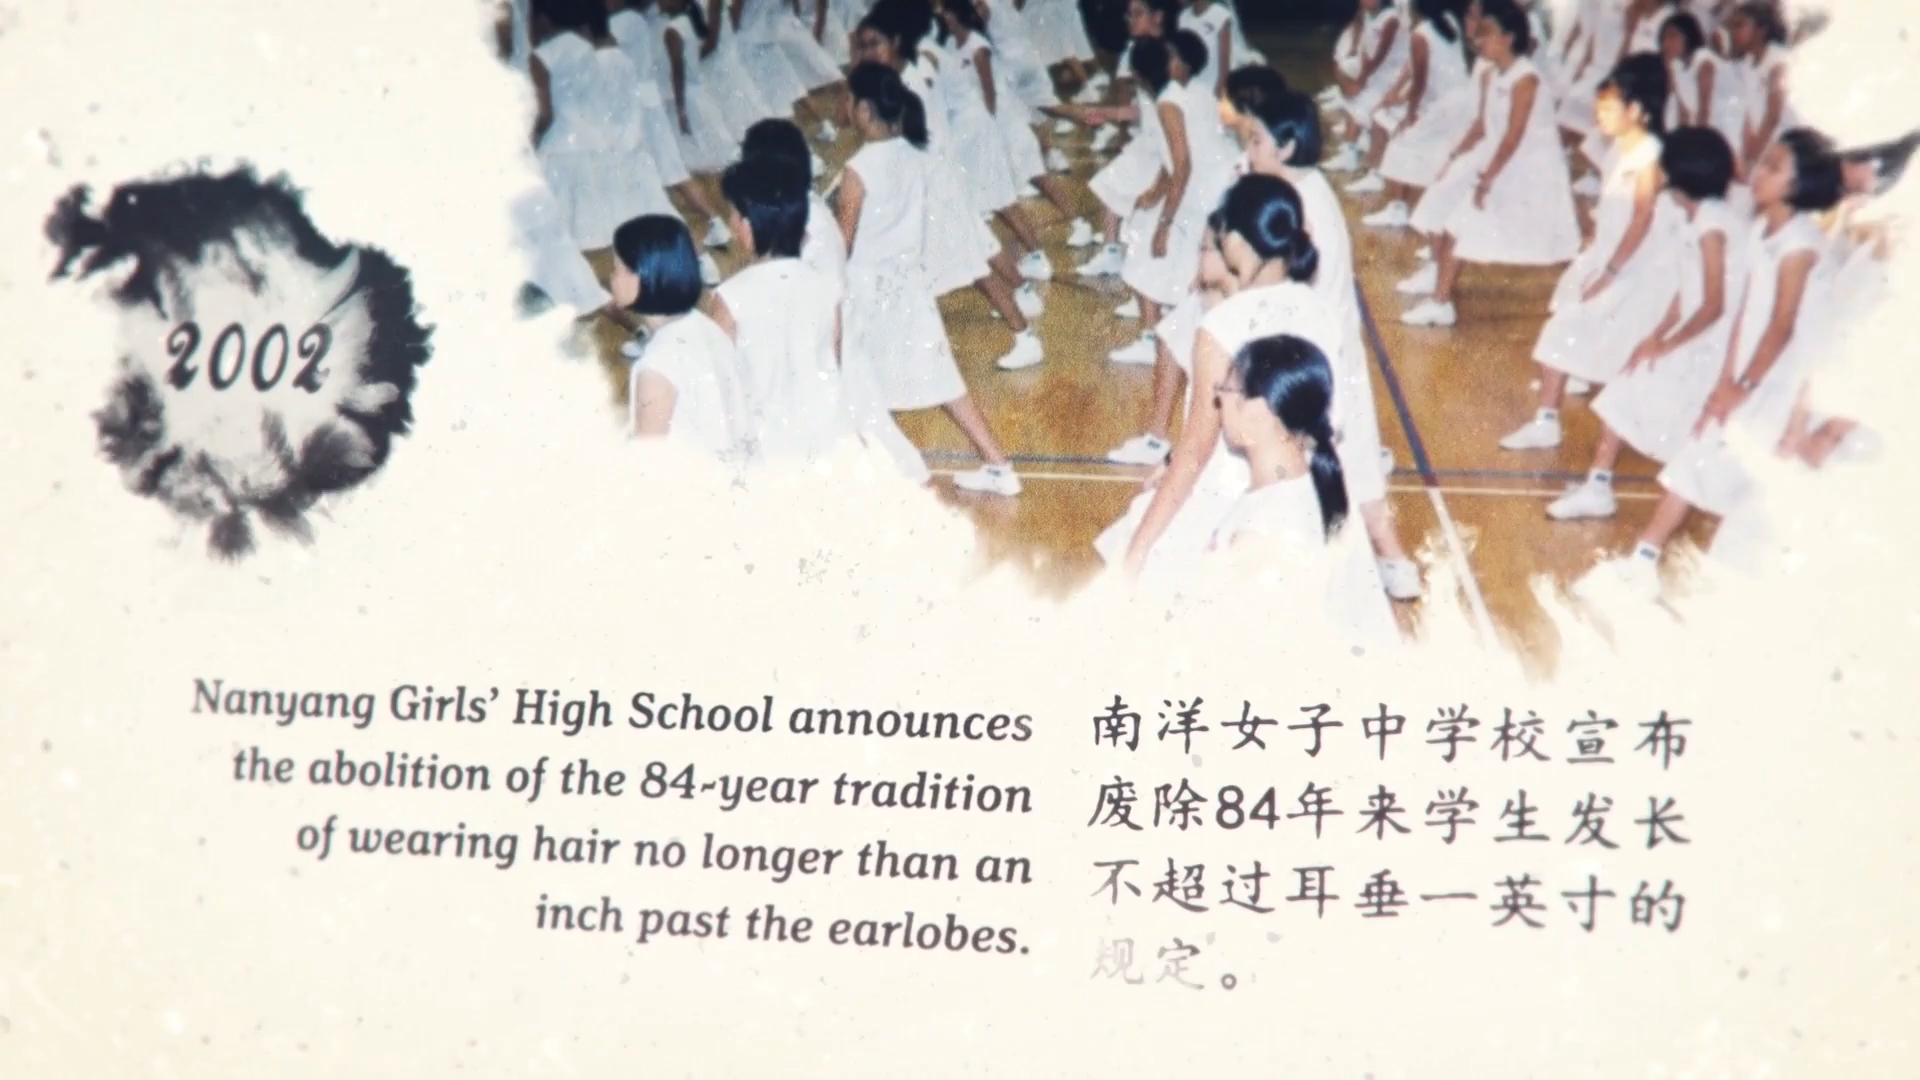 2002
Nanyang Girls’ High School announces
the abolition of the 84-year tradition
of wearing hair no longer than an
inch past the earlobes.
南洋女子中学校宣布
废除84年来学生发长
不超过耳垂一英寸的
规定。